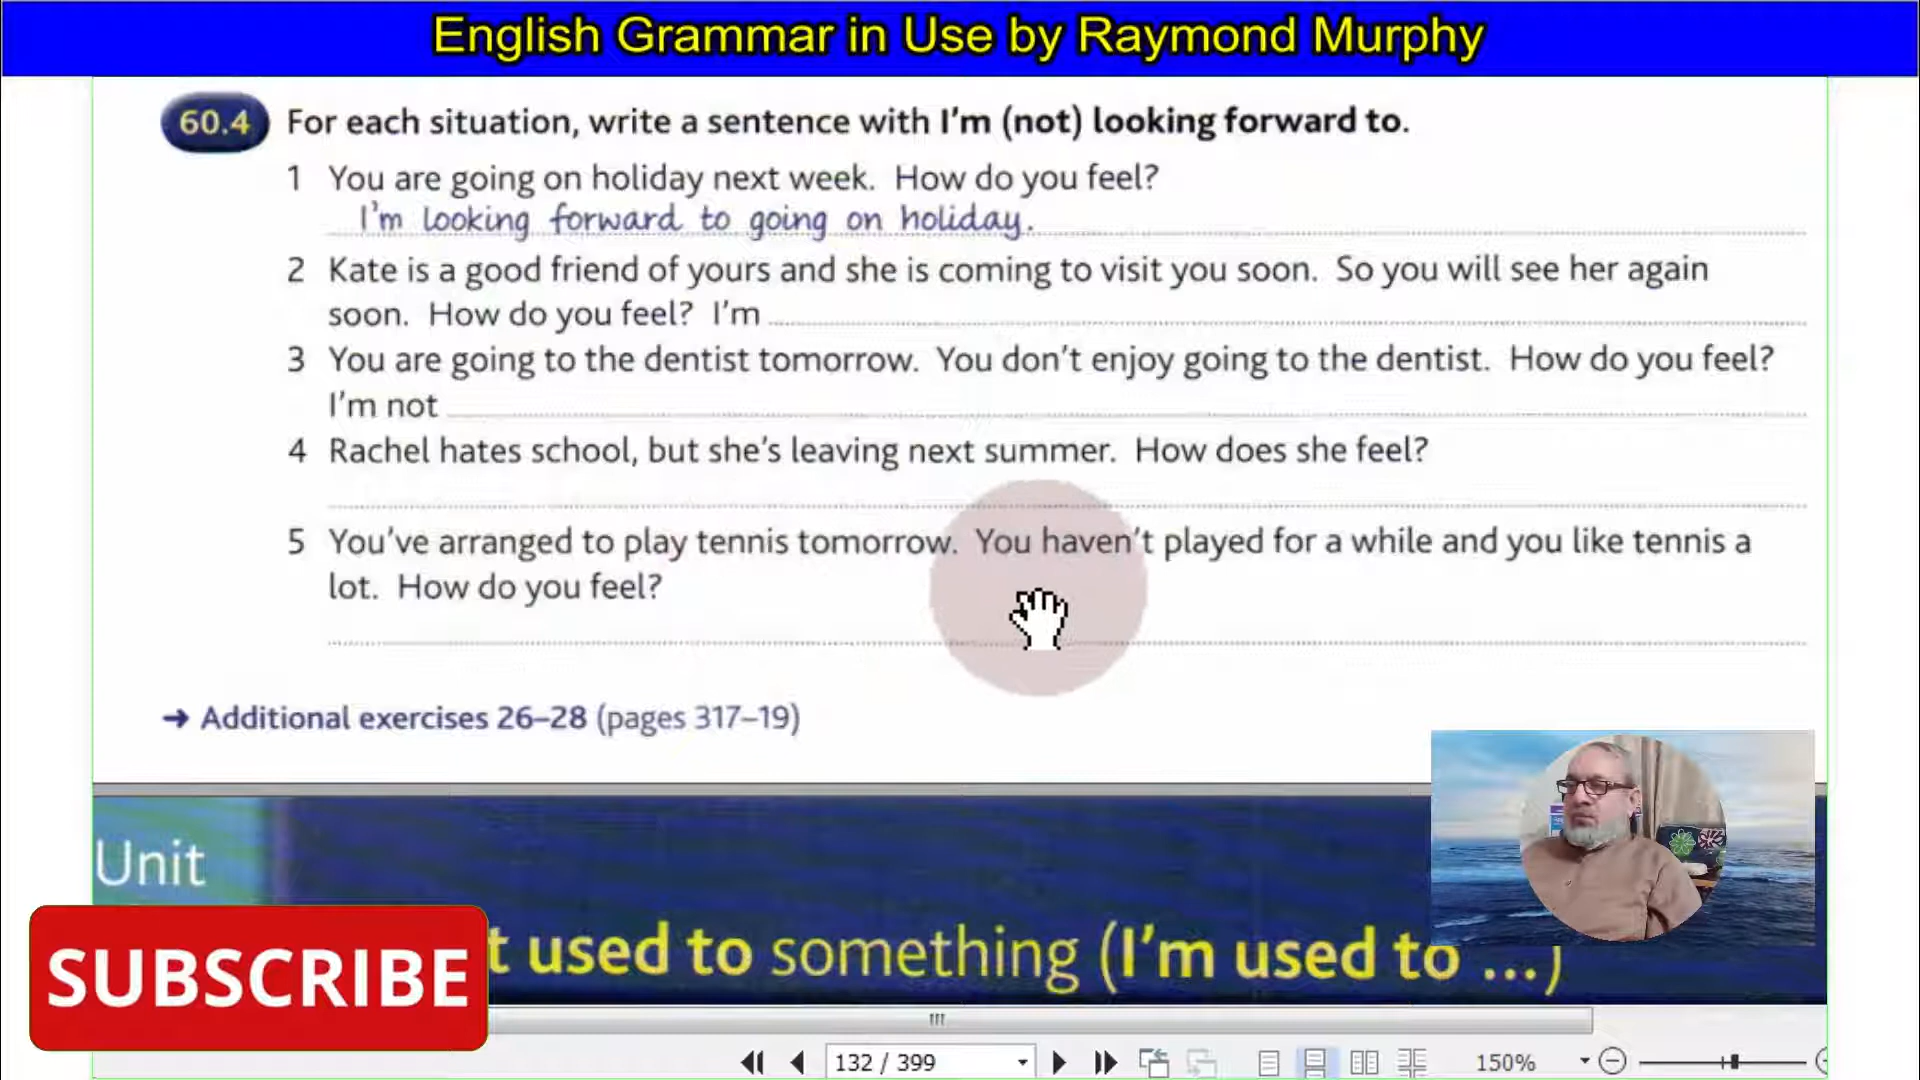 English Grammar in Use by Raymond Murphy
60.4 For each situation, write a sentence with I'm (not) looking forward to.
1 You are going on holiday next week. How do you feel?
I'm looking forward to going on holiday.
2 Kate is a good friend of yours and she is coming to visit you soon. So you will see her again
soon. How do you feel? I'm
3 You are going to the dentist tomorrow. You don't enjoy going to the dentist. How do you feel?
I'm not
4 Rachel hates school, but she's leaving next summer. How does she feel?
5 You've arranged to play tennis tomorrow. You haven't played for a while and you like tennis a
lot. How do you feel?
→ Additional exercises 26–28 (pages 317–19)
Unit
t used to something (I'm used to ...)
SUBSCRIBE
132 / 399
150%